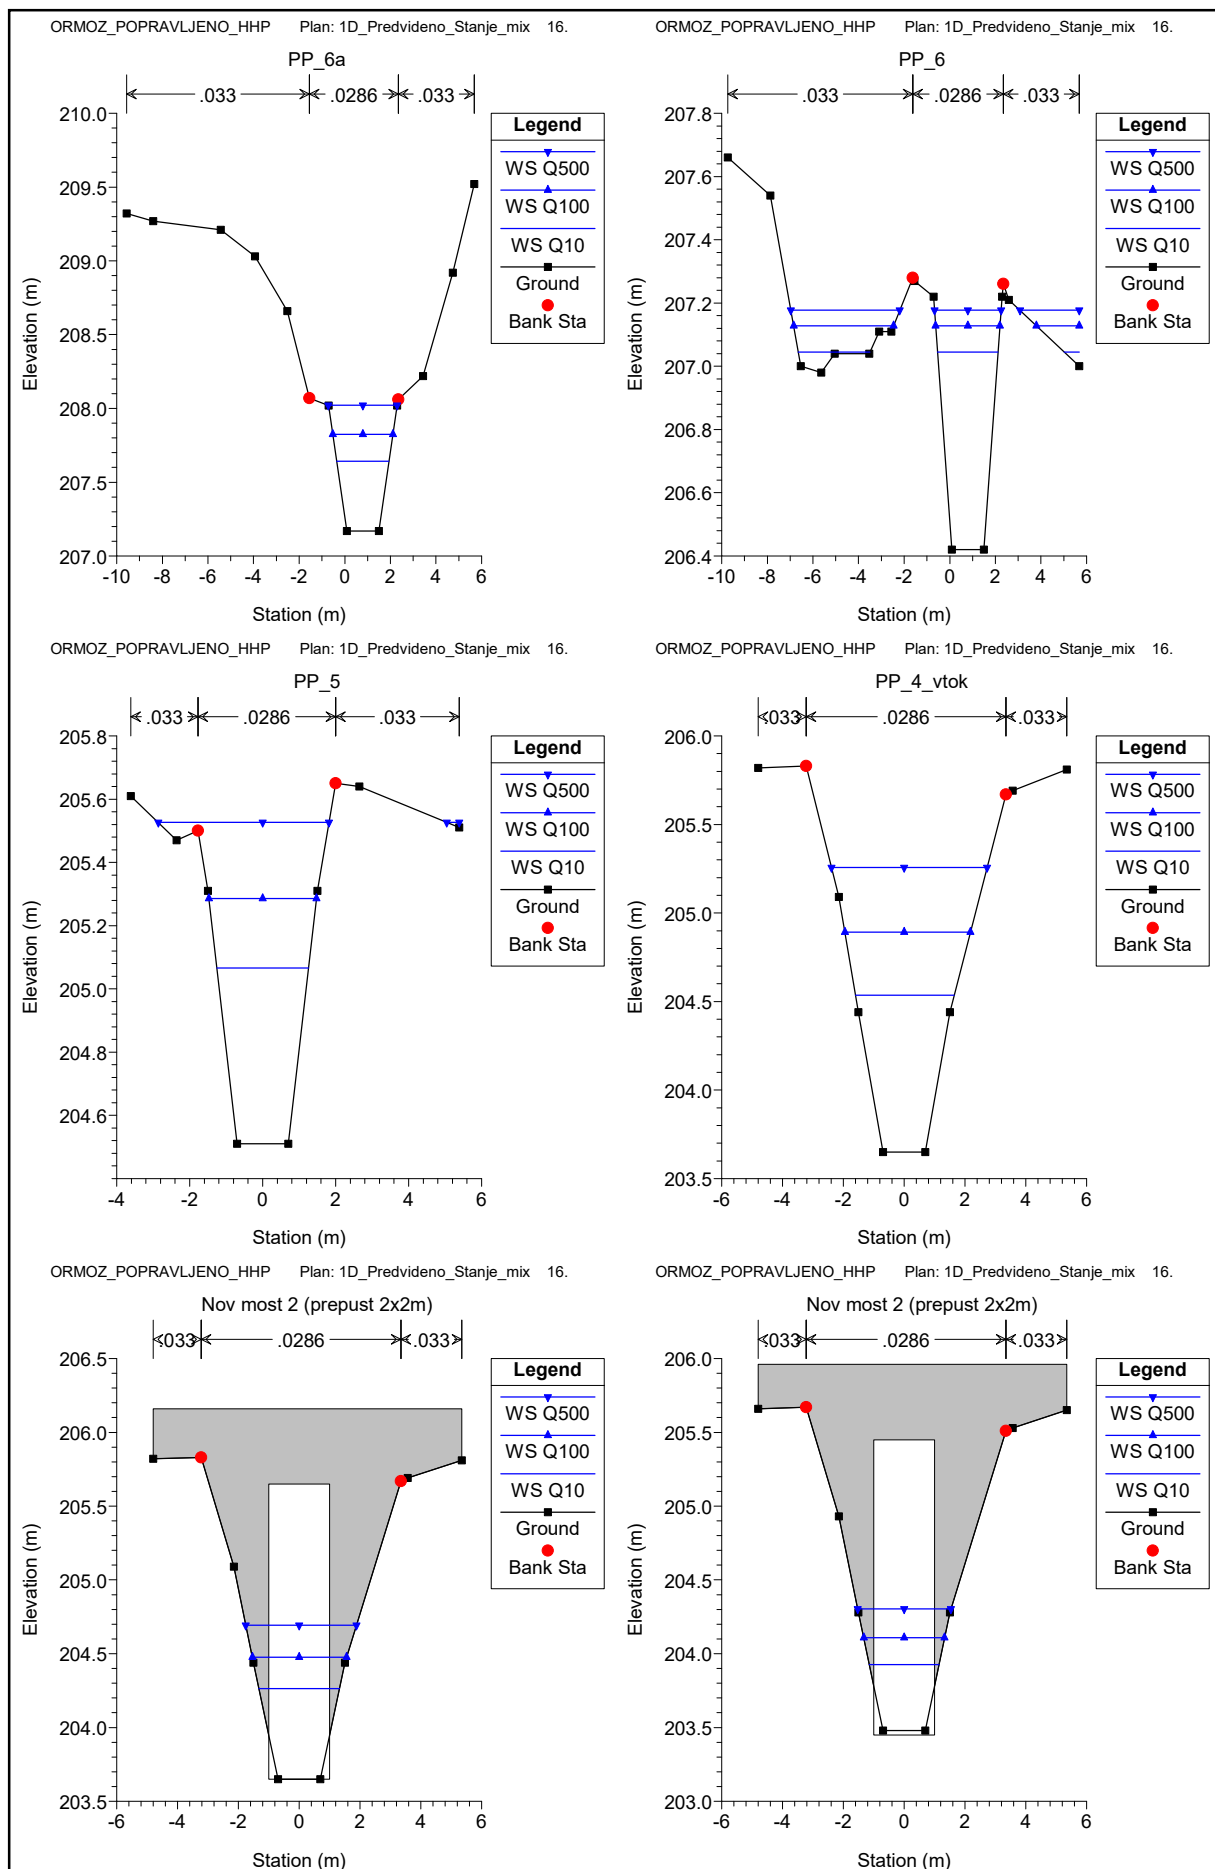 ORMOZ_POPRAVLJENO_HHP Plan: 1D_Predvideno_Stanje_mix 16.
PP_6a
.033 .0286 .033
210.0
209.5
209.0
208.5
208.0
207.5
207.0
Elevation (m)
-10 -8 -6 -4 -2 0 2 4 6
Station (m)
Legend
WS Q500
WS Q100
WS Q10
Ground
Bank Sta
ORMOZ_POPRAVLJENO_HHP Plan: 1D_Predvideno_Stanje_mix 16.
PP_6
.033 .0286 .033
207.8
207.6
207.4
207.2
207.0
206.8
206.6
206.4
Elevation (m)
-10 -8 -6 -4 -2 0 2 4 6
Station (m)
Legend
WS Q500
WS Q100
WS Q10
Ground
Bank Sta
ORMOZ_POPRAVLJENO_HHP Plan: 1D_Predvideno_Stanje_mix 16.
PP_5
.033 .0286 .033
205.8
205.6
205.4
205.2
205.0
204.8
204.6
Elevation (m)
-4 -2 0 2 4 6
Station (m)
Legend
WS Q500
WS Q100
WS Q10
Ground
Bank Sta
ORMOZ_POPRAVLJENO_HHP Plan: 1D_Predvideno_Stanje_mix 16.
PP_4_vtok
.033 .0286 .033
206.0
205.5
205.0
204.5
204.0
203.5
Elevation (m)
-6 -4 -2 0 2 4 6
Station (m)
Legend
WS Q500
WS Q100
WS Q10
Ground
Bank Sta
ORMOZ_POPRAVLJENO_HHP Plan: 1D_Predvideno_Stanje_mix 16.
Nov most 2 (prepust 2x2m)
.033 .0286 .033
206.5
206.0
205.5
205.0
204.5
204.0
203.5
Elevation (m)
-6 -4 -2 0 2 4 6
Station (m)
Legend
WS Q500
WS Q100
WS Q10
Ground
Bank Sta
ORMOZ_POPRAVLJENO_HHP Plan: 1D_Predvideno_Stanje_mix 16.
Nov most 2 (prepust 2x2m)
.033 .0286 .033
206.0
205.5
205.0
204.5
204.0
203.5
203.0
Elevation (m)
-6 -4 -2 0 2 4 6
Station (m)
Legend
WS Q500
WS Q100
WS Q10
Ground
Bank Sta